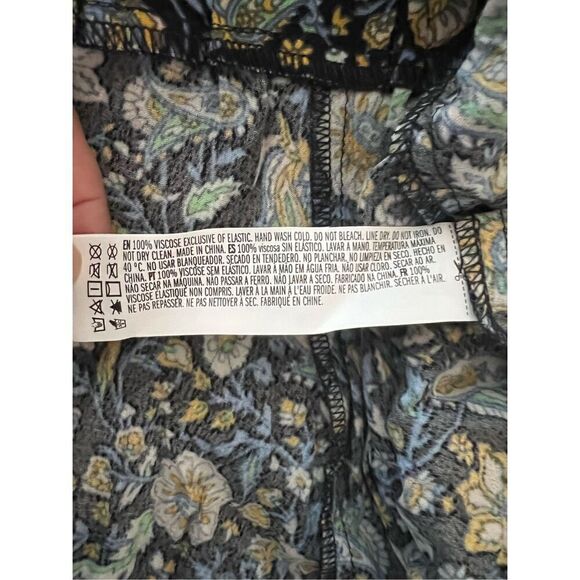 EN 100% VISCOSE EXCLUSIVE OF ELASTIC. HAND WASH COLD. DO NOT BLEACH. LINE DRY. DO NOT IRON. DO
NOT DRY CLEAN. MADE IN CHINA. ES 100% viscosa SIN ELÁSTICO. LAVAR A MANO. TEMPERATURA MÁXIMA
40 °C. NO USAR BLANQUEADOR. SECADO EN TENDEDERO. NO PLANCHAR, NO LIMPIEZA EN SECO. HECHO EN
CHINA. PT 100% VISCOSE SEM ELÁSTICO. LAVAR A MÃO EM ÁGUA FRIA. NÃO USAR CLORO. SECAR AO AR.
NÃO SECAR NA MÁQUINA, NÃO PASSAR A FERRO. NÃO LAVAR A SECO. FABRICADO NA CHINA. FR 100%
VISCOSE ELASTIQUÉ NON COMPRIS. LAVER A LA MAIN À L'EAU FROIDE. NE PAS BLANCHIR. SÉCHER À L'AIR.
NE PAS REPASSER. NE PAS NETTOYER À SEC. FABRIQUÉ EN CHINE.